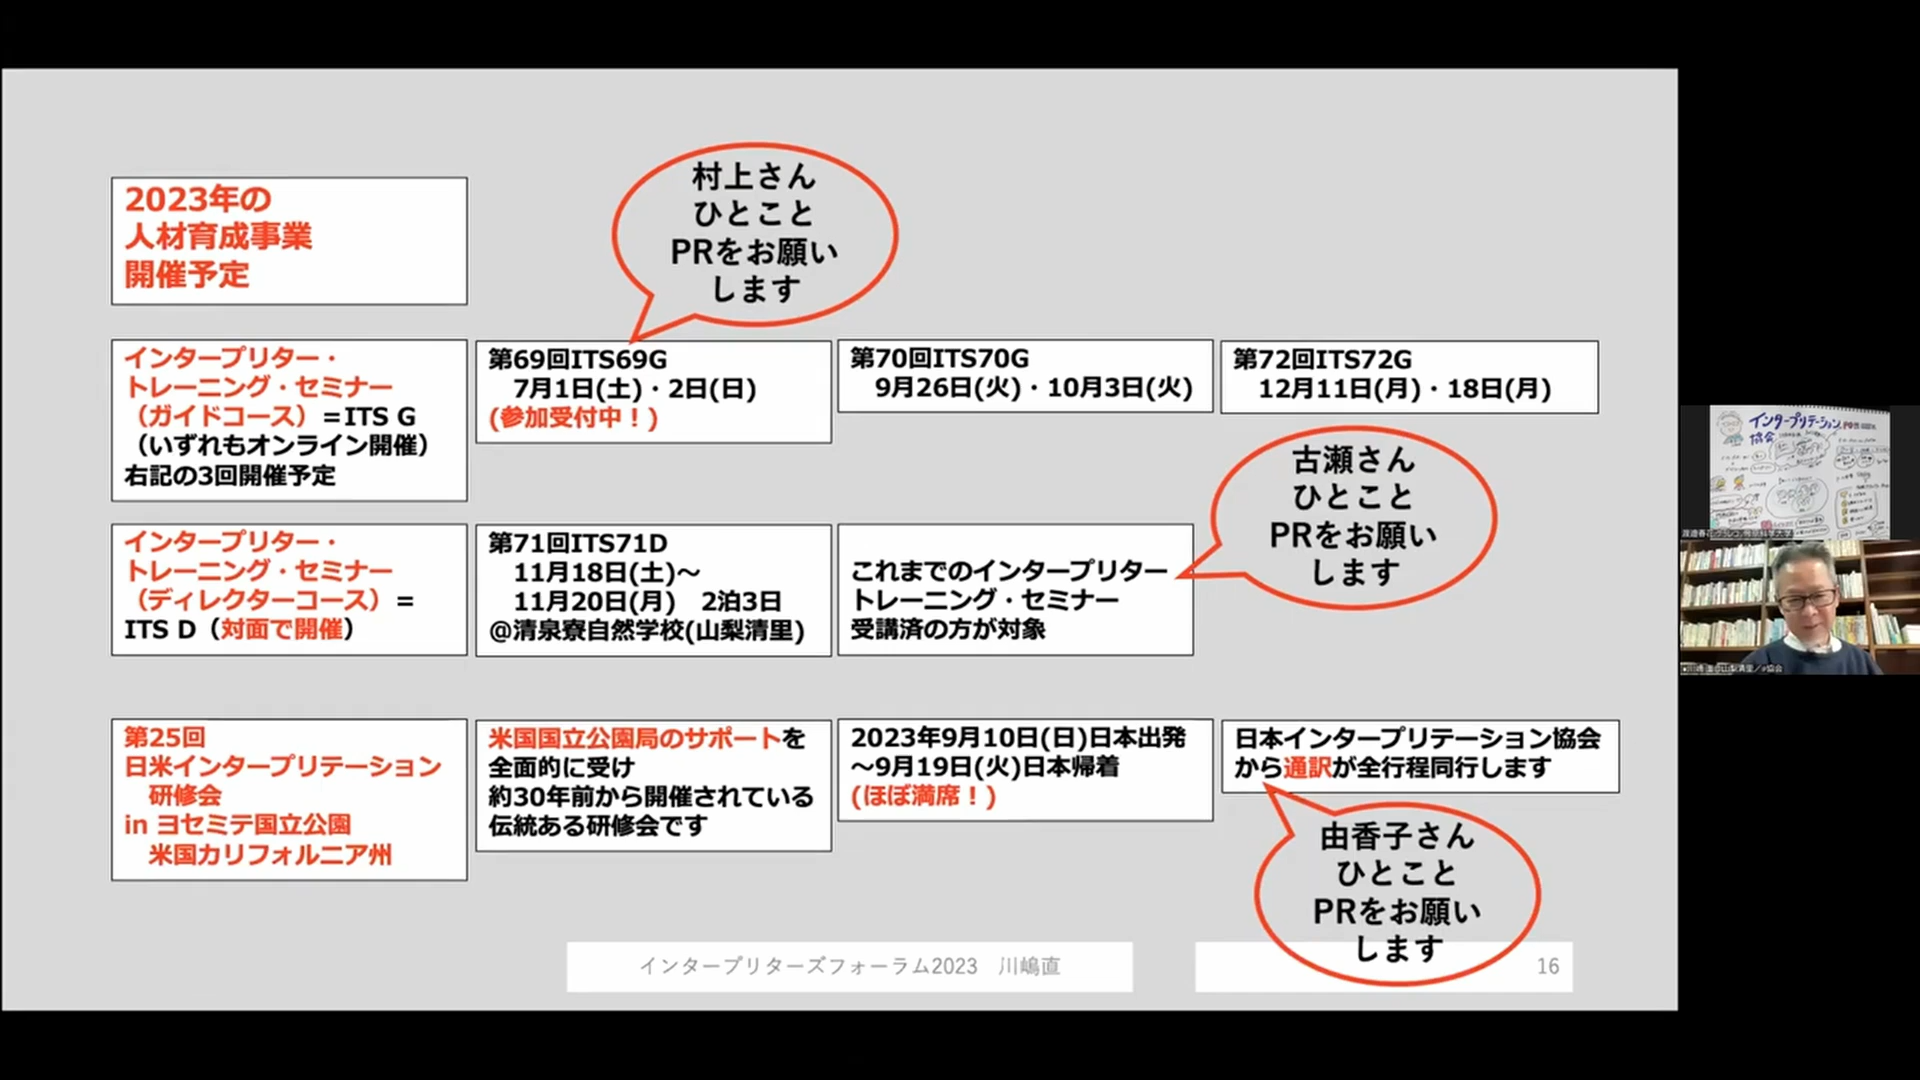 2023年の
人材育成事業
開催予定
村上さん
ひとこと
PRをお願い
します
インタープリター・
トレーニング・セミナー
（ガイドコース）＝ITS G
（いずれもオンライン開催）
右記の3回開催予定
第69回ITS69G
7月1日(土)・2日(日)
(参加受付中！)
第70回ITS70G
9月26日(火)・10月3日(火)
第72回ITS72G
12月11日(月)・18日(月)
インタープリター・
トレーニング・セミナー
（ディレクターコース）＝
ITS D（対面で開催）
第71回ITS71D
11月18日(土)～
11月20日(月)　2泊3日
@清泉寮自然学校(山梨清里)
これまでのインタープリター
トレーニング・セミナー
受講済の方が対象
古瀬さん
ひとこと
PRをお願い
します
第25回
日米インタープリテーション
研修会
in ヨセミテ国立公園
米国カリフォルニア州
米国国立公園局のサポートを
全面的に受け
約30年前から開催されている
伝統ある研修会です
2023年9月10日(日)日本出発
～9月19日(火)日本帰着
(ほぼ満席！)
日本インタープリテーション協会
から通訳が全行程同行します
由香子さん
ひとこと
PRをお願い
します
インタープリターズフォーラム2023　川嶋直
16
インタープリテーション
協会